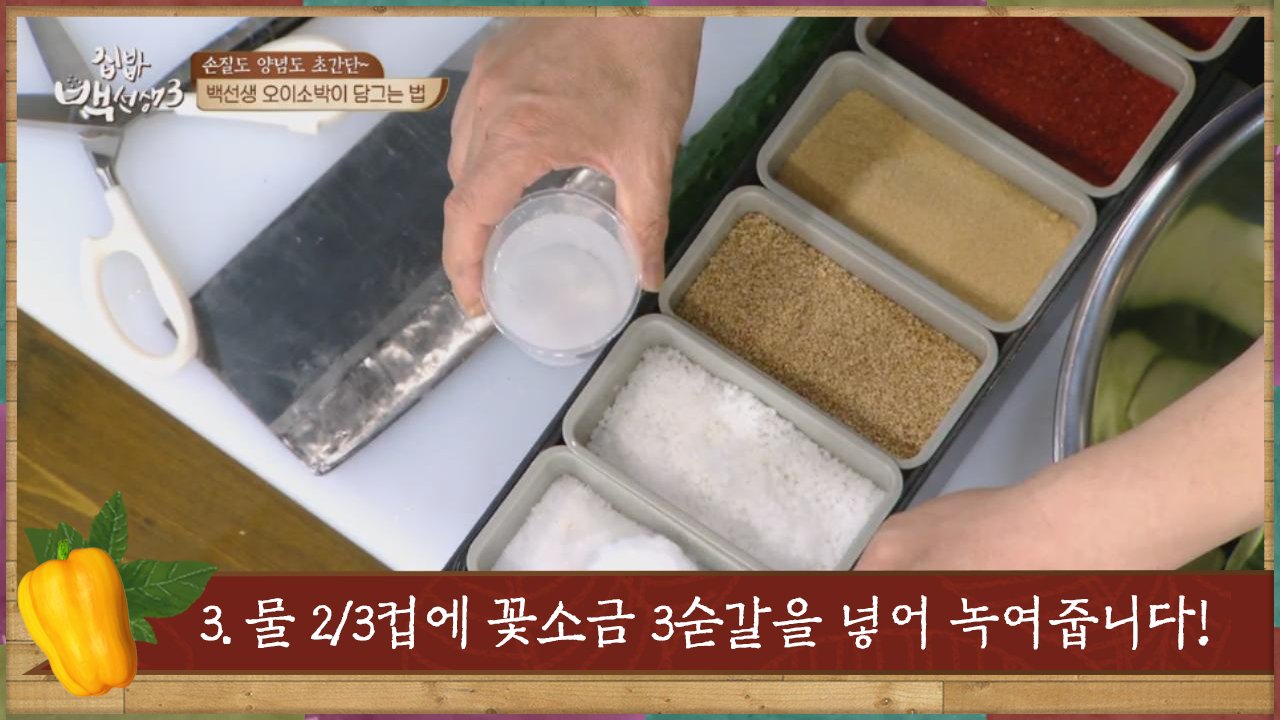 집밥
백선생3
손질도 양념도 초간단~
백선생 오이소박이 담그는 법
3. 물 2/3컵에 꽃소금 3숟갈을 넣어 녹여줍니다!